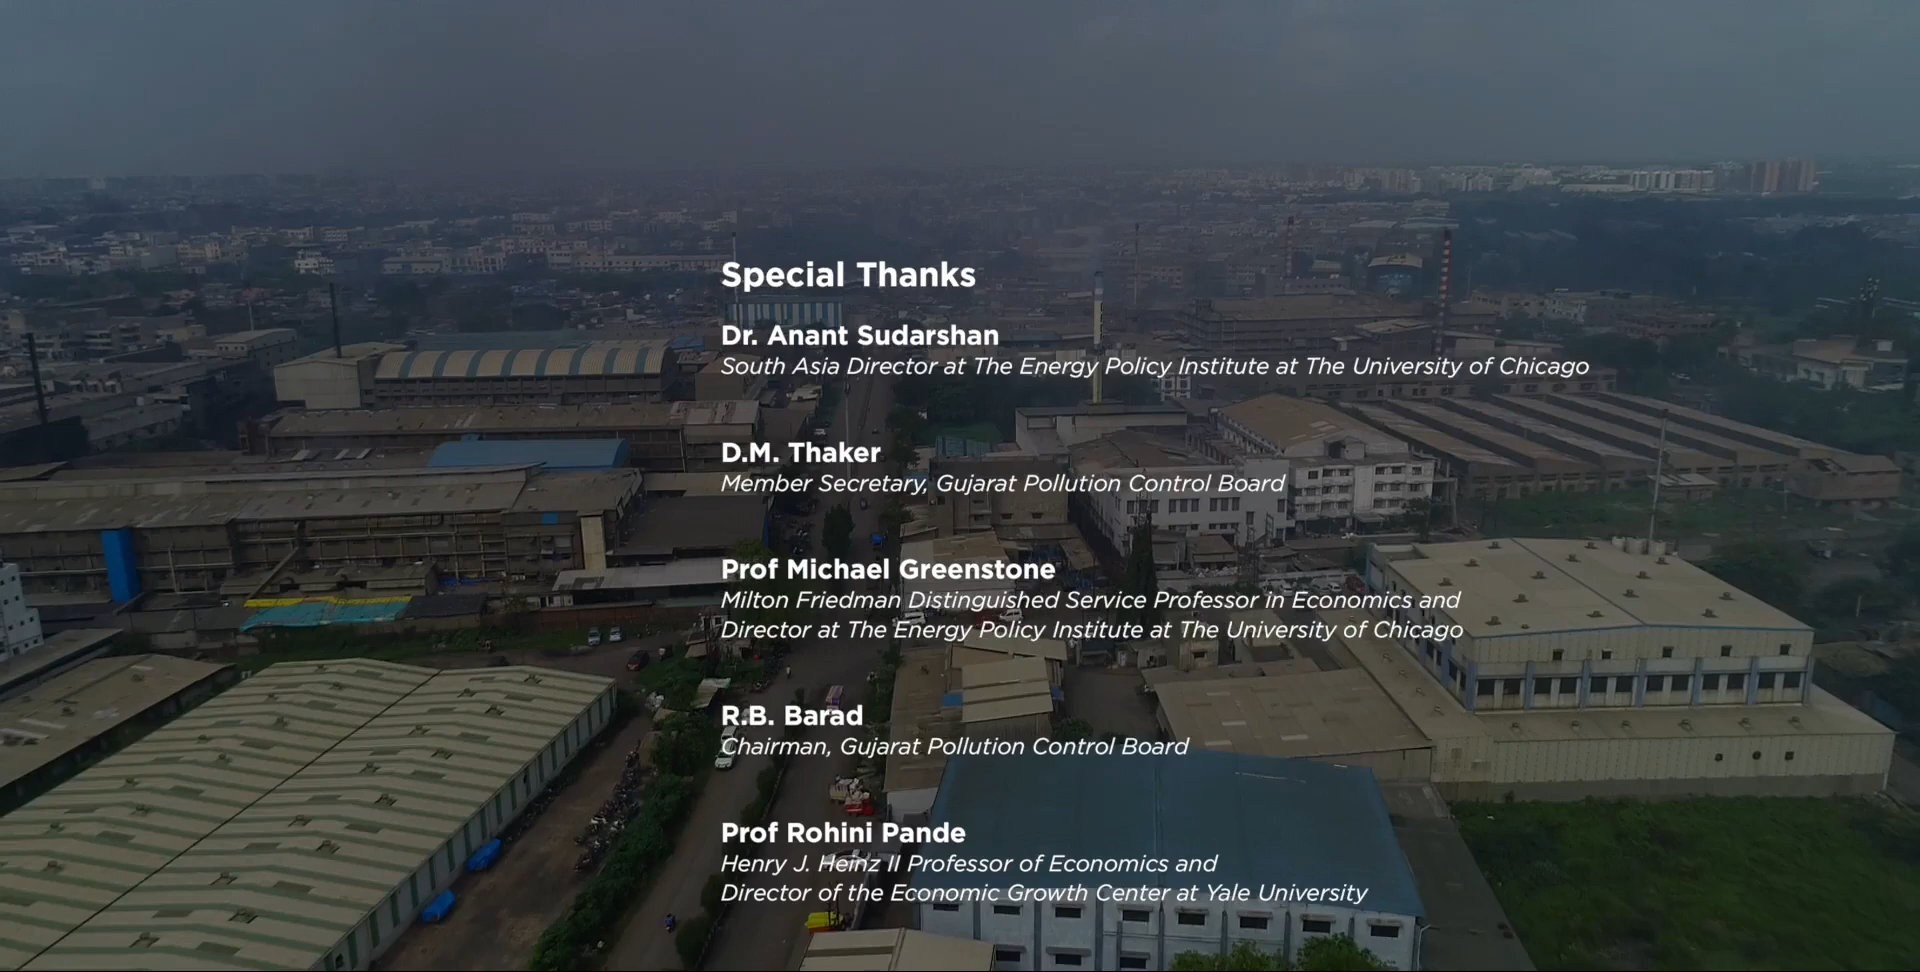 Special Thanks
Dr. Anant Sudarshan
South Asia Director at The Energy Policy Institute at The University of Chicago
D.M. Thaker
Member Secretary, Gujarat Pollution Control Board
Prof Michael Greenstone
Milton Friedman Distinguished Service Professor in Economics and
Director at The Energy Policy Institute at The University of Chicago
R.B. Barad
Chairman, Gujarat Pollution Control Board
Prof Rohini Pande
Henry J. Heinz II Professor of Economics and
Director of the Economic Growth Center at Yale University